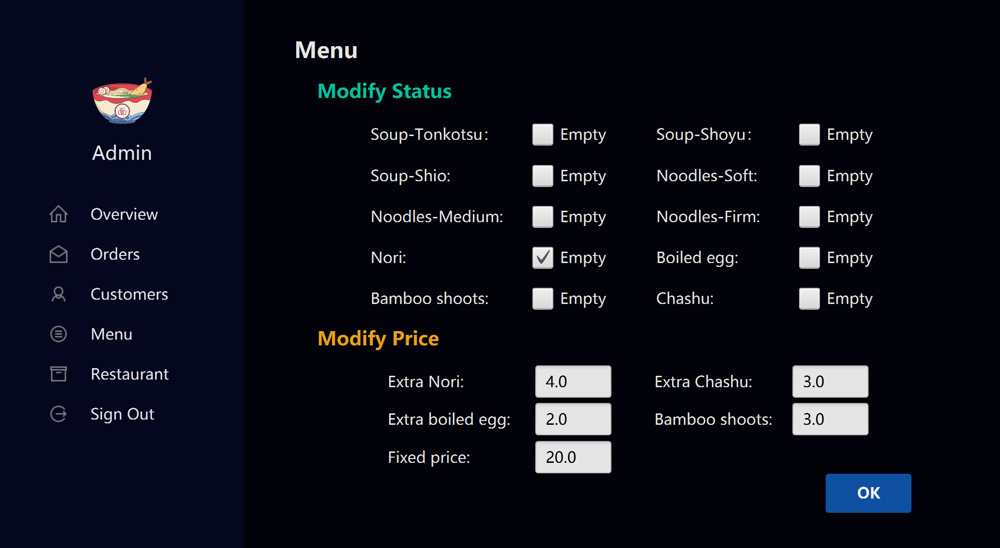 Menu
Modify Status
面
Admin
Soup-Tonkotsu: Empty Soup-Shoyu: Empty
Soup-Shio: Empty Noodles-Soft: Empty
Noodles-Medium: Empty Noodles-Firm: Empty
Nori: Empty Boiled egg: Empty
Bamboo shoots: Empty Chashu: Empty
Overview
Orders
Customers
Menu
Restaurant
Sign Out
Modify Price
Extra Nori: 4.0 Extra Chashu: 3.0
Extra boiled egg: 2.0 Bamboo shoots: 3.0
Fixed price: 20.0
OK